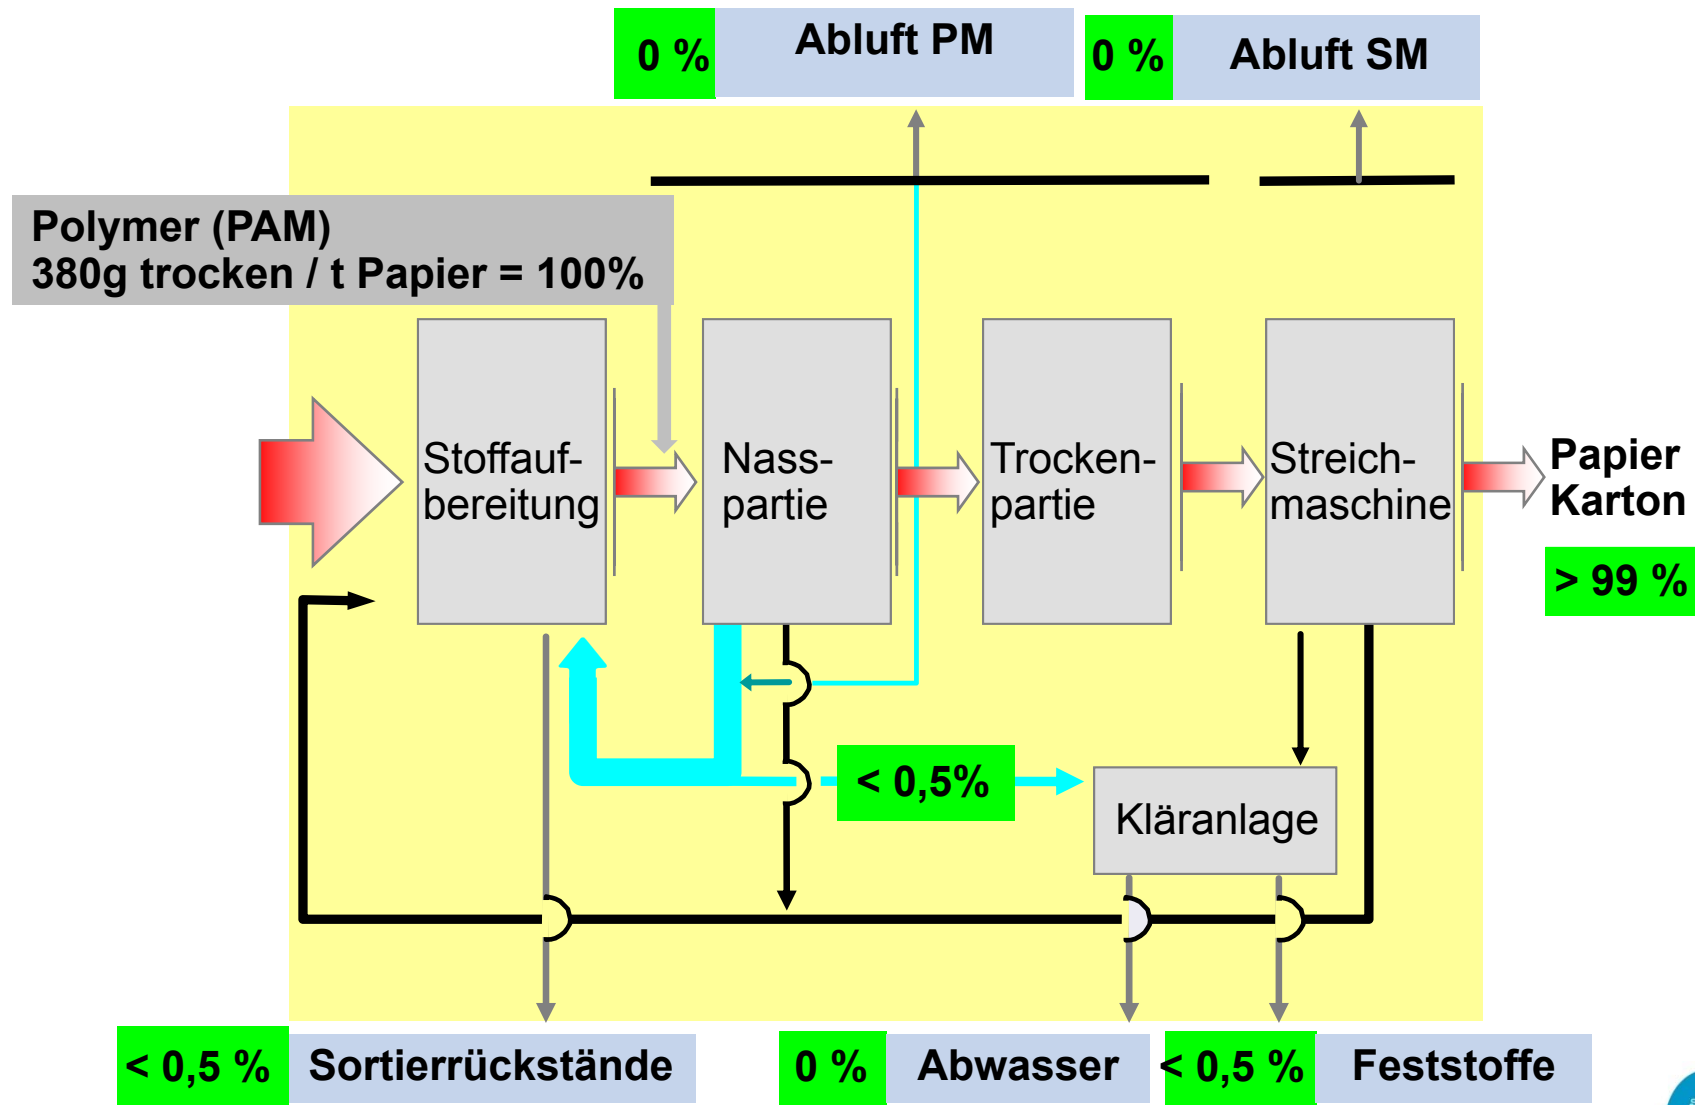 0 %
Abluft PM
0 %
Abluft SM
Polymer (PAM)
380g trocken / t Papier = 100%
Stoffauf-
bereitung
Nass-
partie
Trocken-
partie
Streich-
maschine
Papier
Karton
> 99 %
< 0,5%
Kläranlage
< 0,5 %
Sortierrückstände
0 %
Abwasser
< 0,5 %
Feststoffe